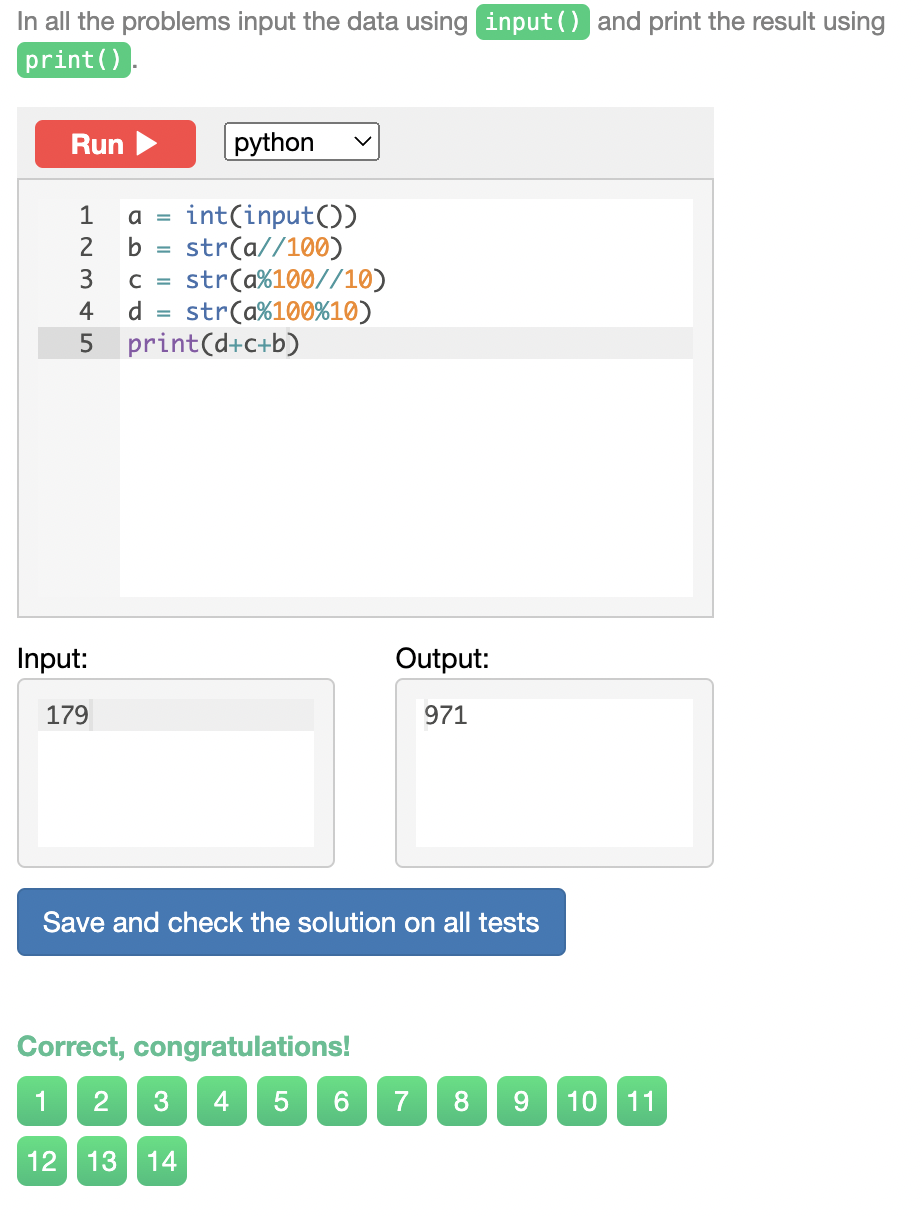 In all the problems input the data using input() and print the result using
print().
Run
python
1 a = int(input())
2 b = str(a//100)
3 c = str(a%100//10)
4 d = str(a%100%10)
5 print(d+c+b)
Input:
Output:
179
971
Save and check the solution on all tests
Correct, congratulations!
1 2 3 4 5 6 7 8 9 10 11
12 13 14